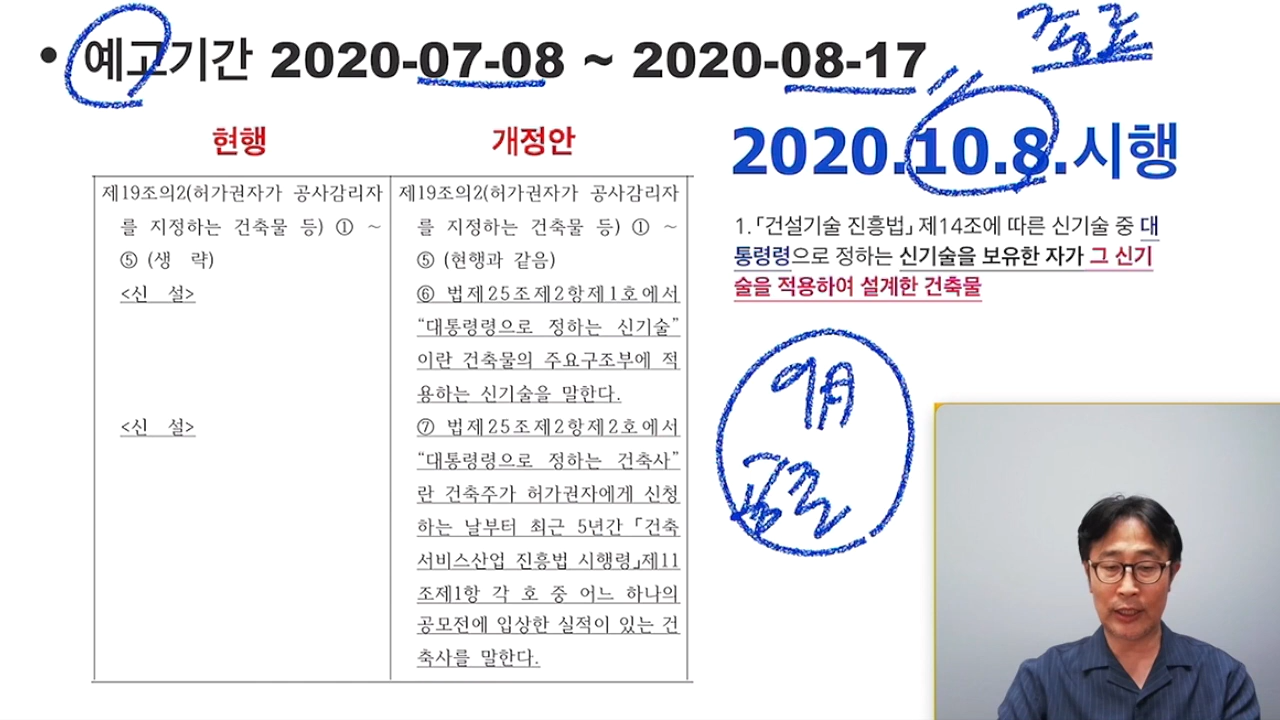 • 예고기간 2020-07-08 ~ 2020-08-17
종료
현행
개정안
2020.10.8.시행
제19조의2(허가권자가 공사감리자
를 지정하는 건축물 등) ① ~
⑤ (생 략)
<신 설>
<신 설>
제19조의2(허가권자가 공사감리자
를 지정하는 건축물 등) ① ~
⑤ (현행과 같음)
⑥ 법제25조제2항제1호에서
“대통령령으로 정하는 신기술”
이란 건축물의 주요구조부에 적
용하는 신기술을 말한다.
⑦ 법제25조제2항제2호에서
“대통령령으로 정하는 건축사”
란 건축주가 허가권자에게 신청
하는 날부터 최근 5년간 「건축
서비스산업 진흥법 시행령」제11
조제1항 각 호 중 어느 하나의
공모전에 입상한 실적이 있는 건
축사를 말한다.
1.「건설기술 진흥법」 제14조에 따른 신기술 중 대
통령령으로 정하는 신기술을 보유한 자가 그 신기
술을 적용하여 설계한 건축물
9月